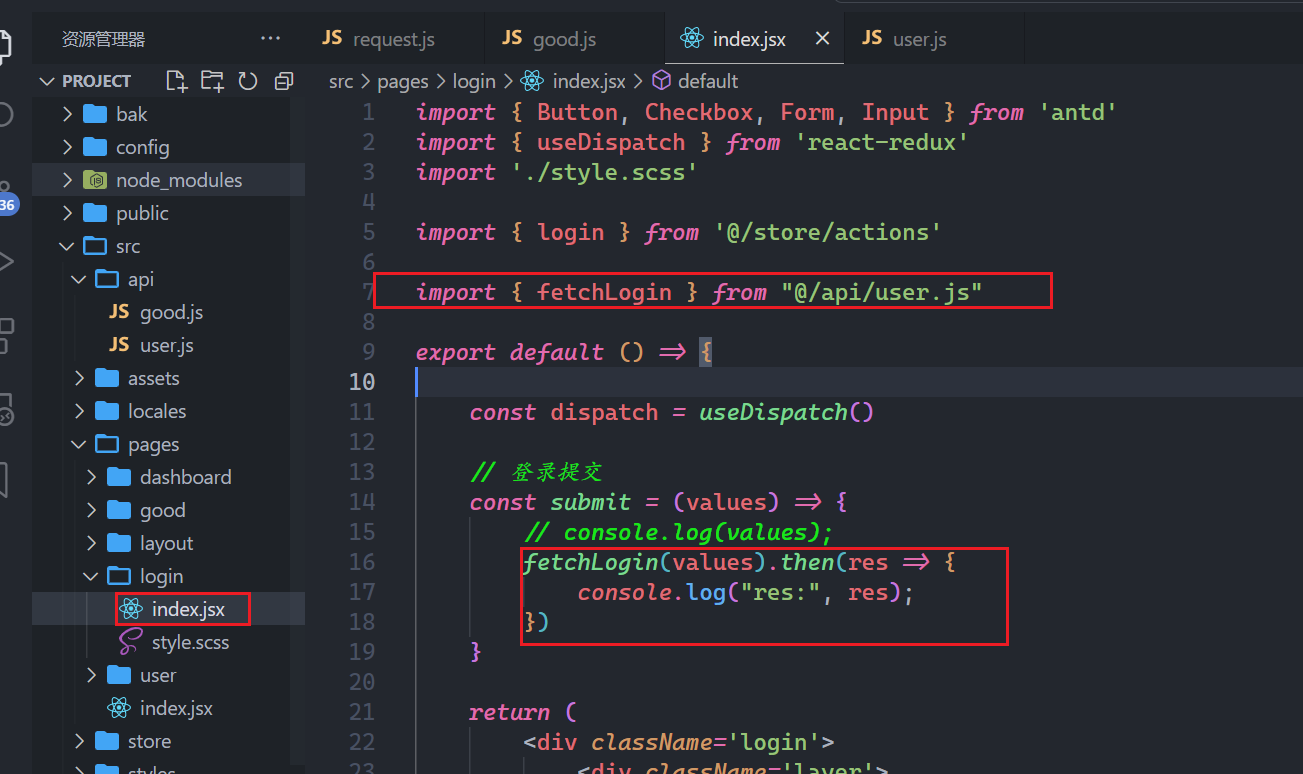 资源管理器 ···
JS request.js
JS good.js
index.jsx
JS user.js
PROJECT
src > pages > login > index.jsx > default
bak
config
node_modules
public
src
api
JS good.js
JS user.js
assets
locales
pages
dashboard
good
layout
login
index.jsx
style.scss
user
index.jsx
store
styles
36
1 import { Button, Checkbox, Form, Input } from 'antd'
2 import { useDispatch } from 'react-redux'
3 import './style.scss'
4
5 import { login } from '@/store/actions'
6
7 import { fetchLogin } from "@/api/user.js"
8
9 export default () => {
10
11 const dispatch = useDispatch()
12
13 // 登录提交
14 const submit = (values) => {
15 // console.log(values);
16 fetchLogin(values).then(res => {
17 console.log("res:", res);
18 })
19 }
20
21 return (
22 <div className='login'>
23 <div className='layer'>